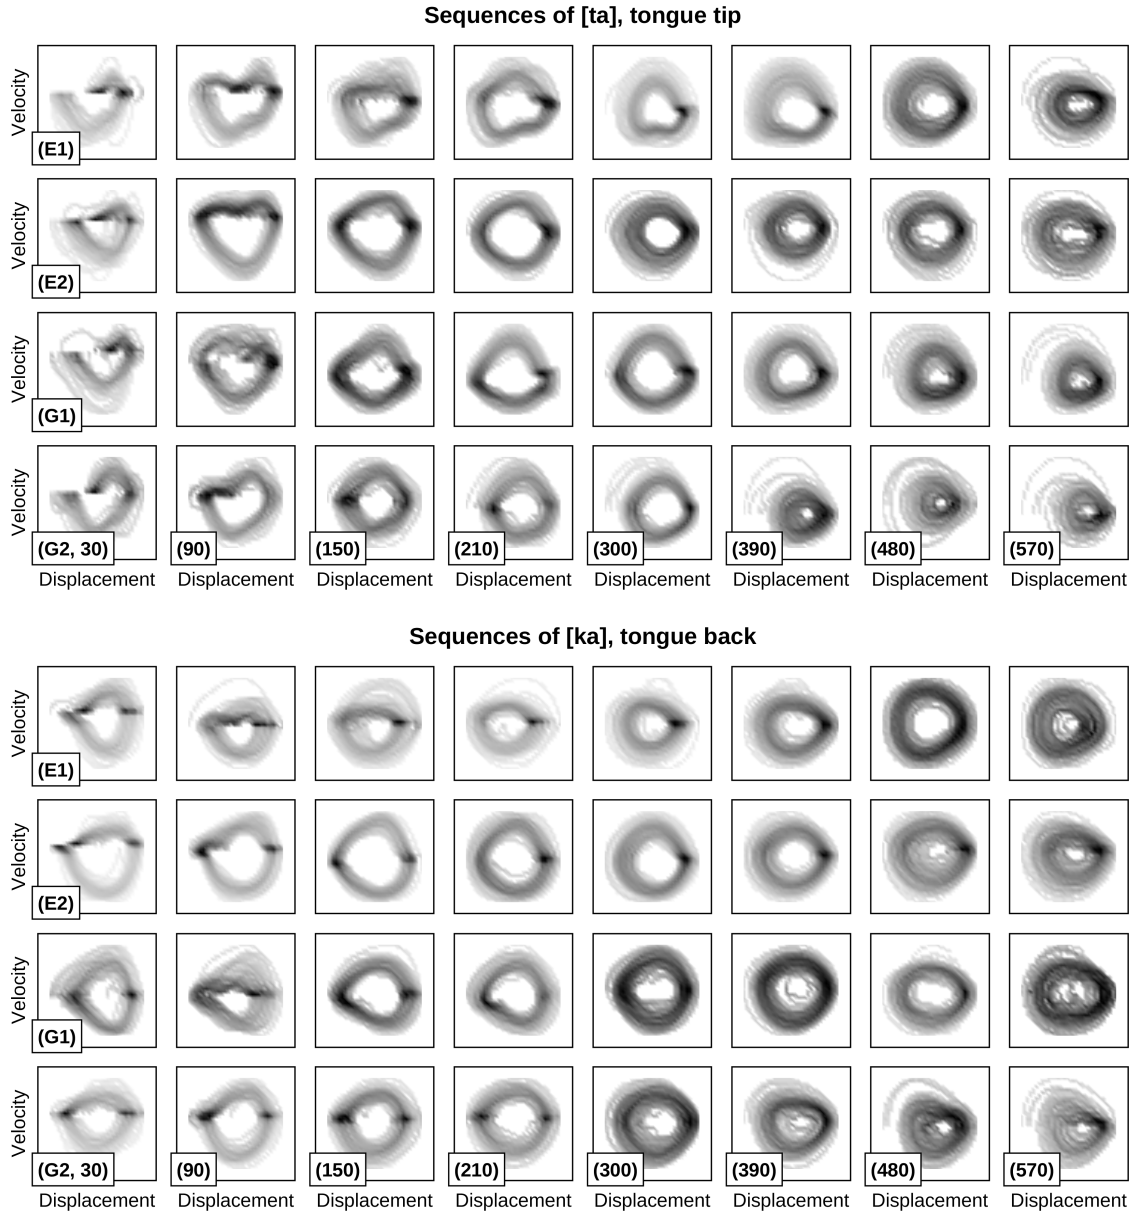 Sequences of [ta], tongue tip
Velocity
(E1)
Velocity
(E2)
Velocity
(G1)
Velocity
(G2, 30) (90) (150) (210) (300) (390) (480) (570)
Displacement Displacement Displacement Displacement Displacement Displacement Displacement Displacement
Sequences of [ka], tongue back
Velocity
(E1)
Velocity
(E2)
Velocity
(G1)
Velocity
(G2, 30) (90) (150) (210) (300) (390) (480) (570)
Displacement Displacement Displacement Displacement Displacement Displacement Displacement Displacement